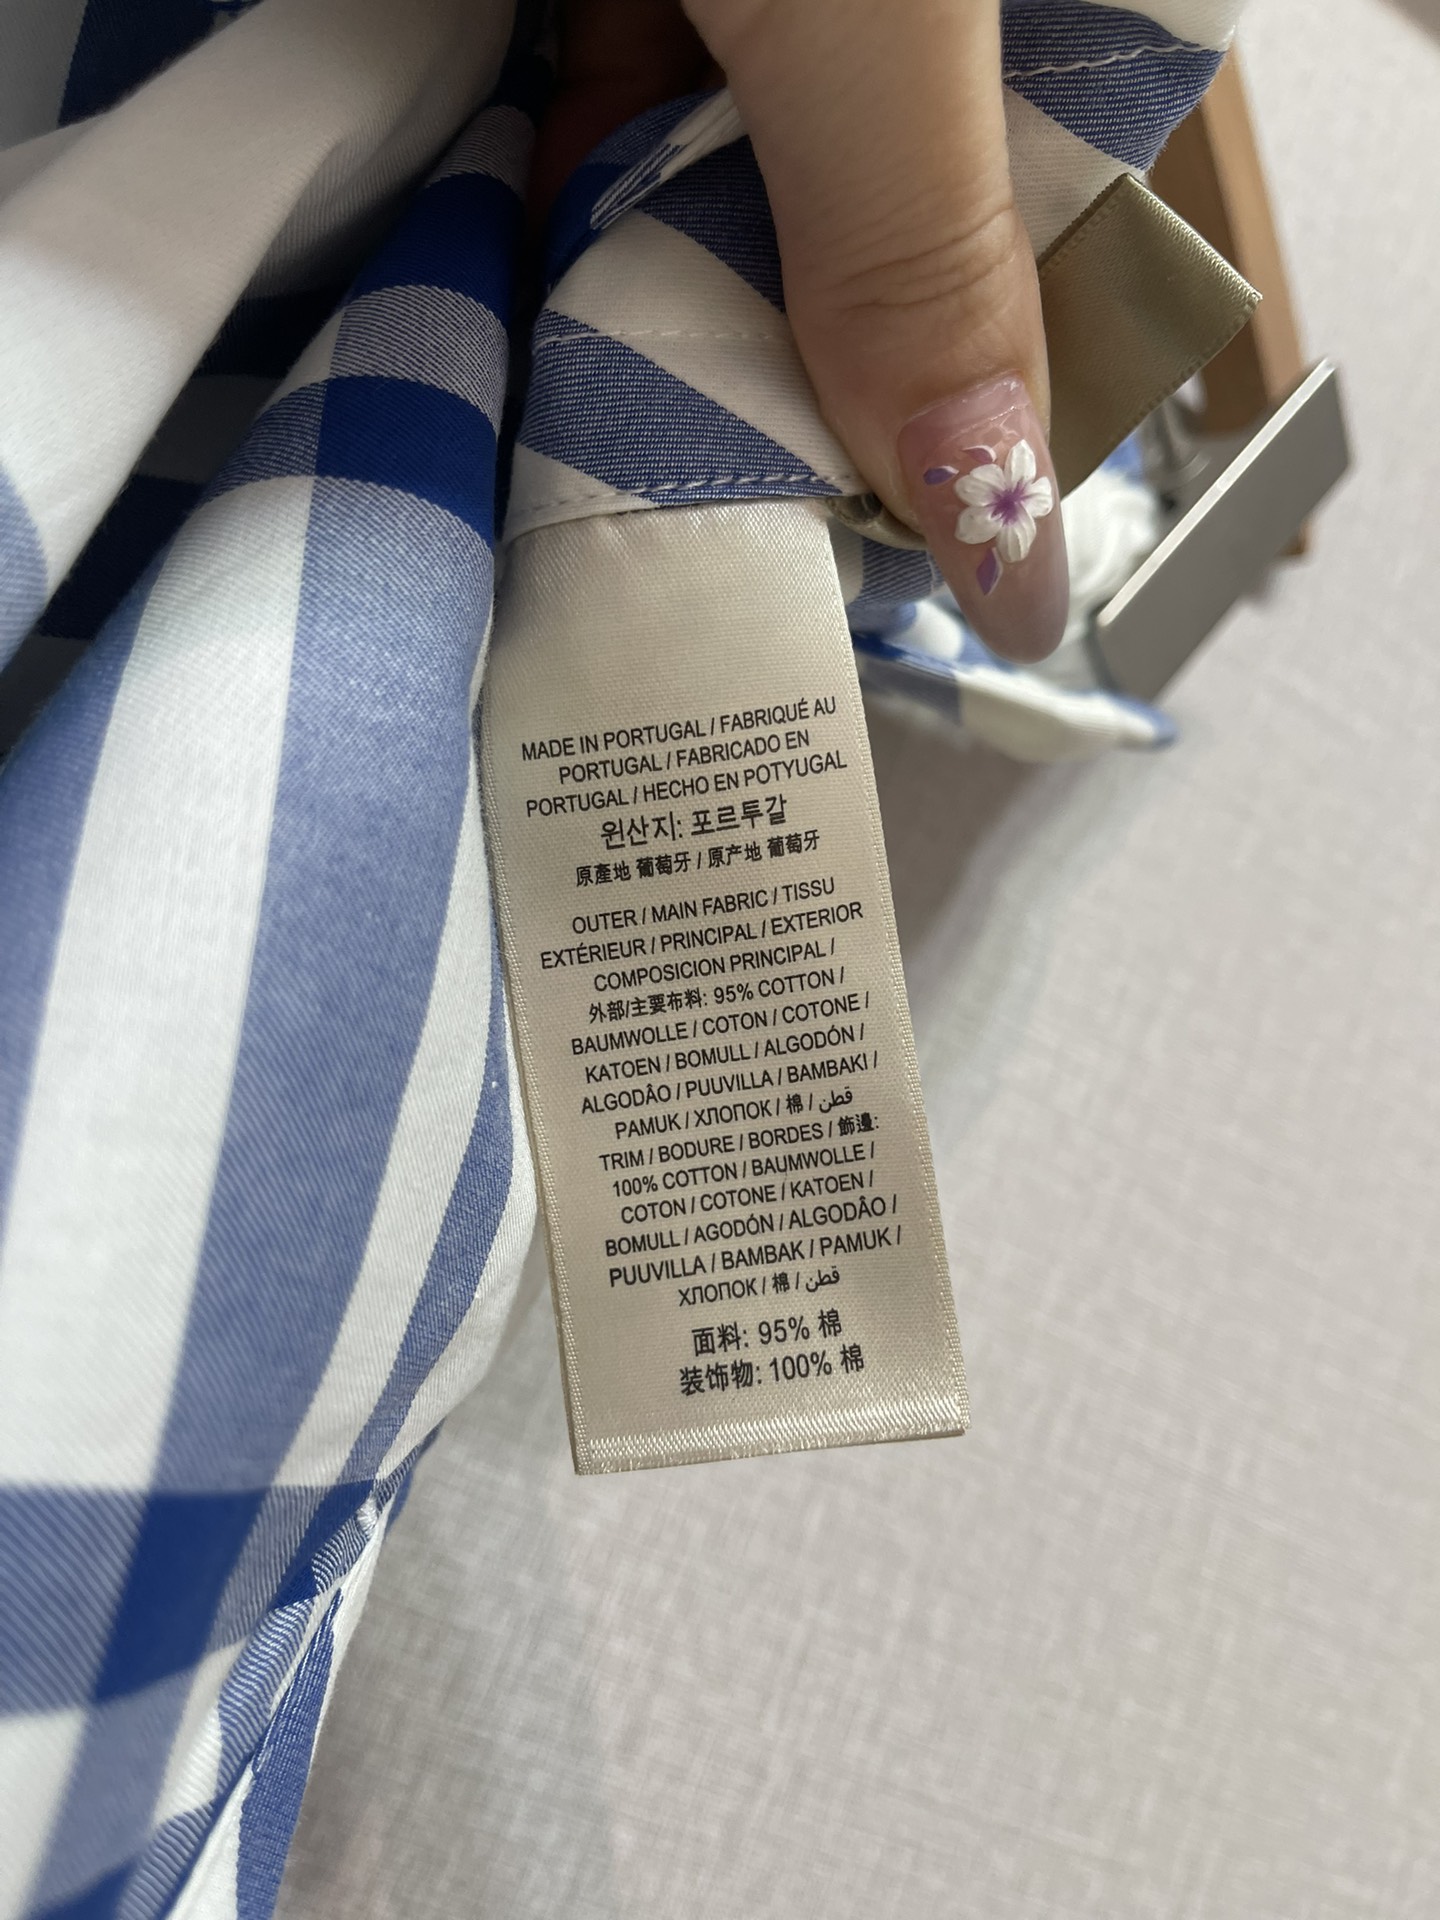 MADE IN PORTUGAL / FABRIQUÉ AU
PORTUGAL / FABRICADO EN
PORTUGAL / HECHO EN POTYUGAL
원산지: 포르투갈
原產地 葡萄牙 / 原产地 葡萄牙
OUTER / MAIN FABRIC / TISSU
EXTÉRIEUR / PRINCIPAL / EXTERIOR
COMPOSICION PRINCIPAL /
外部/主要布料: 95% COTTON /
BAUMWOLLE / COTON / COTONE /
KATOEN / BOMULL / ALGODÓN /
ALGODÂO / PUUVILLA / BAMBAKI /
PAMUK / ХЛОПОК / 棉 / قطن
TRIM / BODURE / BORDES / 飾邊:
100% COTTON / BAUMWOLLE /
COTON / COTONE / KATOEN /
BOMULL / AGODÓN / ALGODÂO /
PUUVILLA / BAMBAK / PAMUK /
ХЛОПОК / 棉 / قطن
面料: 95% 棉
装饰物: 100% 棉